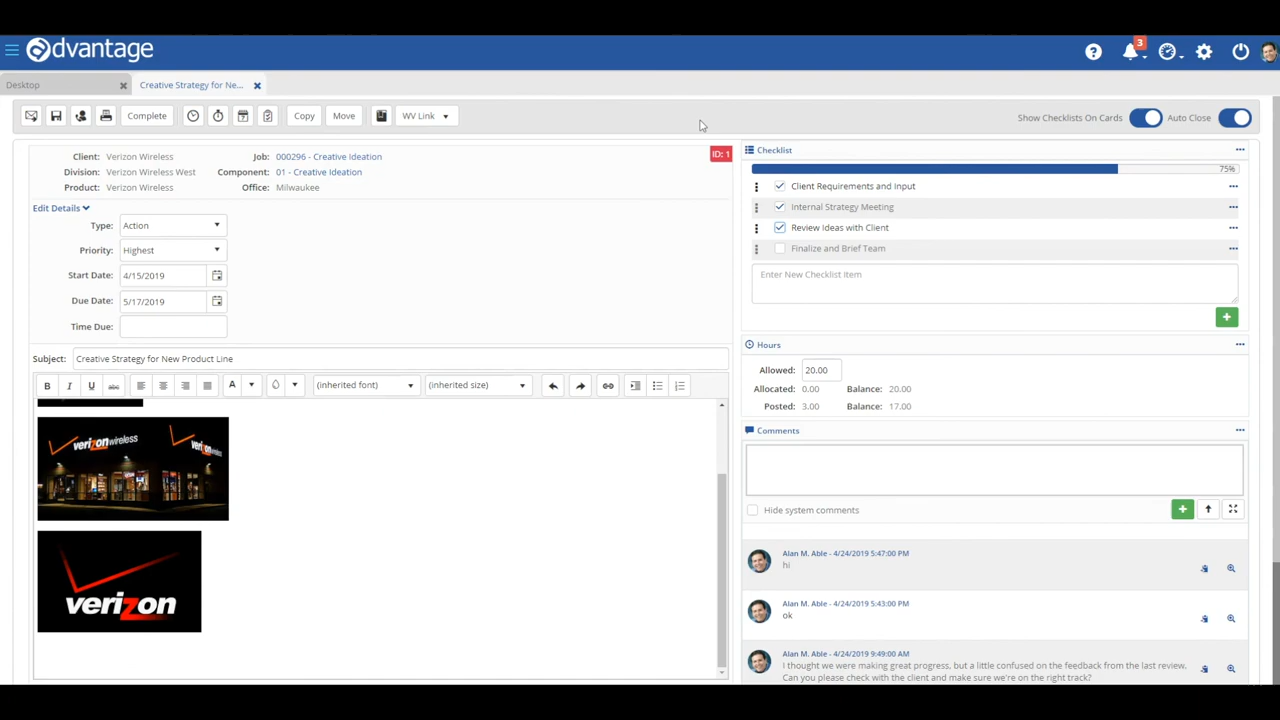 advantage
3
Desktop
Creative Strategy for Ne...
Complete
Copy
Move
WV Link
Show Checklists On Cards
Auto Close
Client: Verizon Wireless
Job: 000296 - Creative Ideation
ID: 1
Division: Verizon Wireless West
Component: 01 - Creative Ideation
Product: Verizon Wireless
Office: Milwaukee
Edit Details
Type: Action
Priority: Highest
Start Date: 4/15/2019
Due Date: 5/17/2019
Time Due:
Subject: Creative Strategy for New Product Line
B I U abc A (inherited font) (inherited size)
verizon wireless
verizon
Checklist
75%
Client Requirements and Input
Internal Strategy Meeting
Review Ideas with Client
Finalize and Brief Team
Enter New Checklist Item
Hours
Allowed: 20.00
Allocated: 0.00 Balance: 20.00
Posted: 3.00 Balance: 17.00
Comments
Hide system comments
Alan M. Able - 4/24/2019 5:47:00 PM
hi
Alan M. Able - 4/24/2019 5:43:00 PM
ok
Alan M. Able - 4/24/2019 9:49:00 AM
I thought we were making great progress, but a little confused on the feedback from the last review.
Can you please check with the client and make sure we're on the right track?